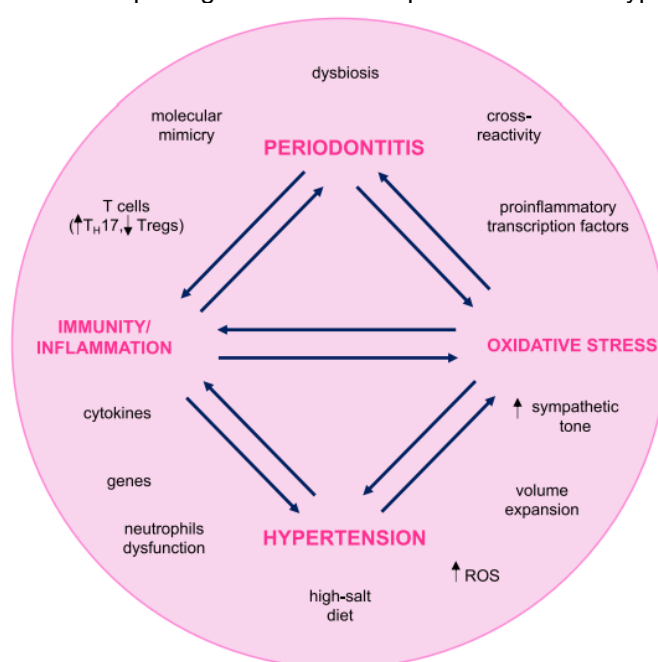 dysbiosis
molecular
mimicry
cross-
reactivity
PERIODONTITIS
T cells
(↑TH17,↓ Tregs)
proinflammatory
transcription factors
IMMUNITY/
INFLAMMATION
OXIDATIVE STRESS
cytokines
↑ sympathetic
tone
genes
volume
expansion
neutrophils
dysfunction
HYPERTENSION
↑ ROS
high-salt
diet